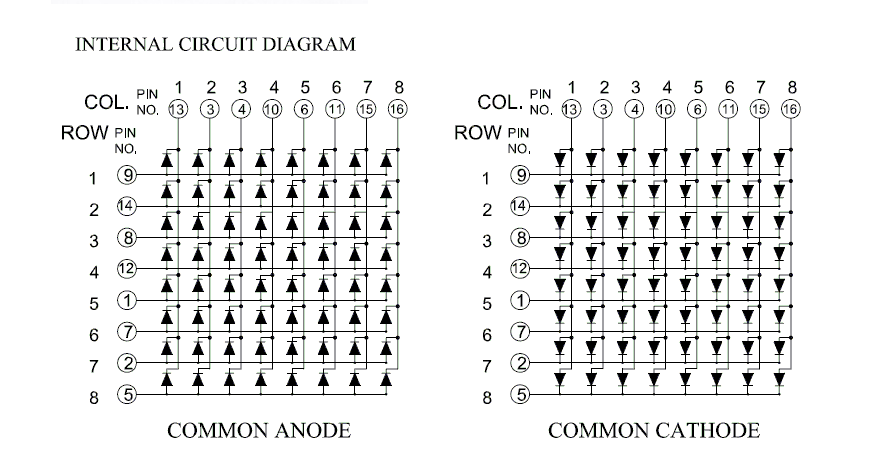 INTERNAL CIRCUIT DIAGRAM
1 2 3 4 5 6 7 8
COL. PIN NO. 13 3 4 10 6 11 15 16
ROW PIN NO.
1 9
2 14
3 8
4 12
5 1
6 7
7 2
8 5
COMMON ANODE
1 2 3 4 5 6 7 8
COL. PIN NO. 13 3 4 10 6 11 15 16
ROW PIN NO.
1 9
2 14
3 8
4 12
5 1
6 7
7 2
8 5
COMMON CATHODE